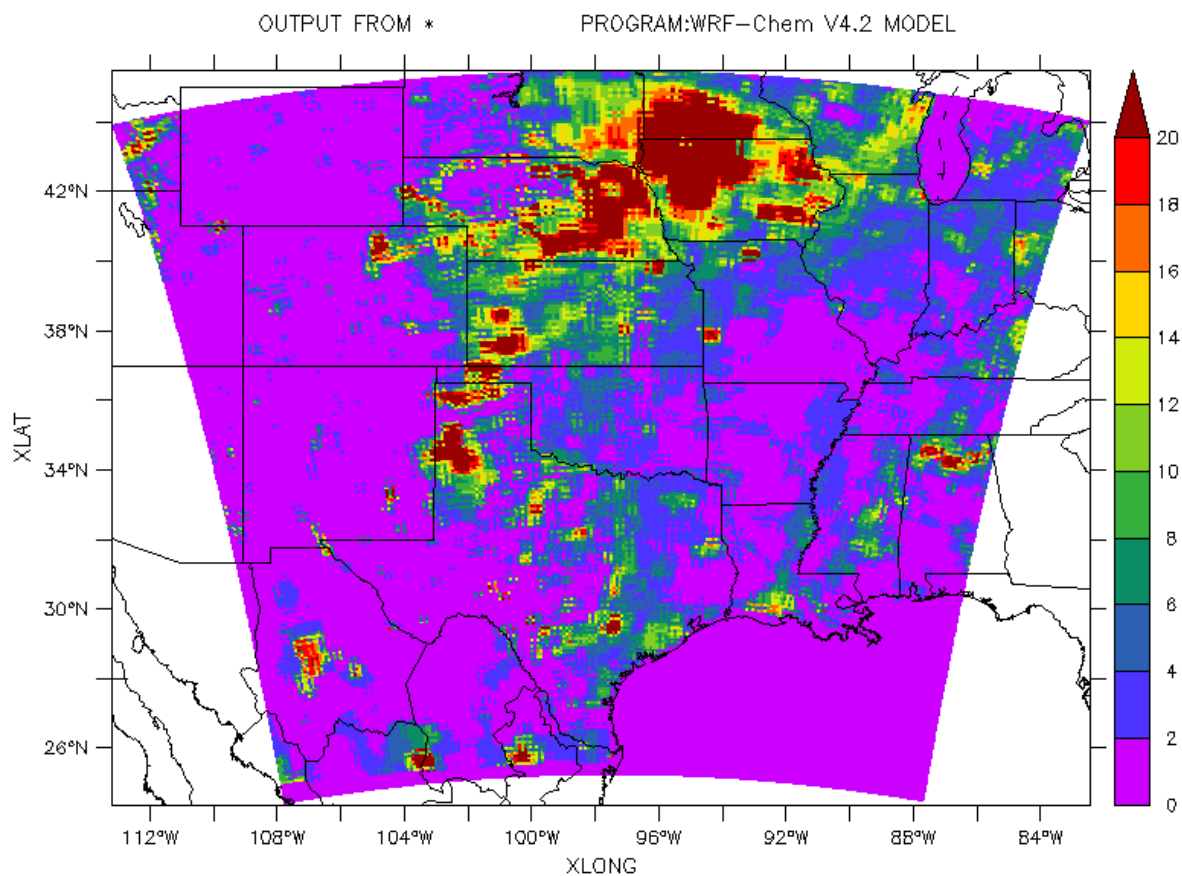 OUTPUT FROM * PROGRAM:WRF-Chem V4.2 MODEL
20
18
16
14
12
10
8
6
4
2
0
42°N
38°N
34°N
30°N
26°N
XLAT
112°W 108°W 104°W 100°W 96°W 92°W 88°W 84°W
XLONG